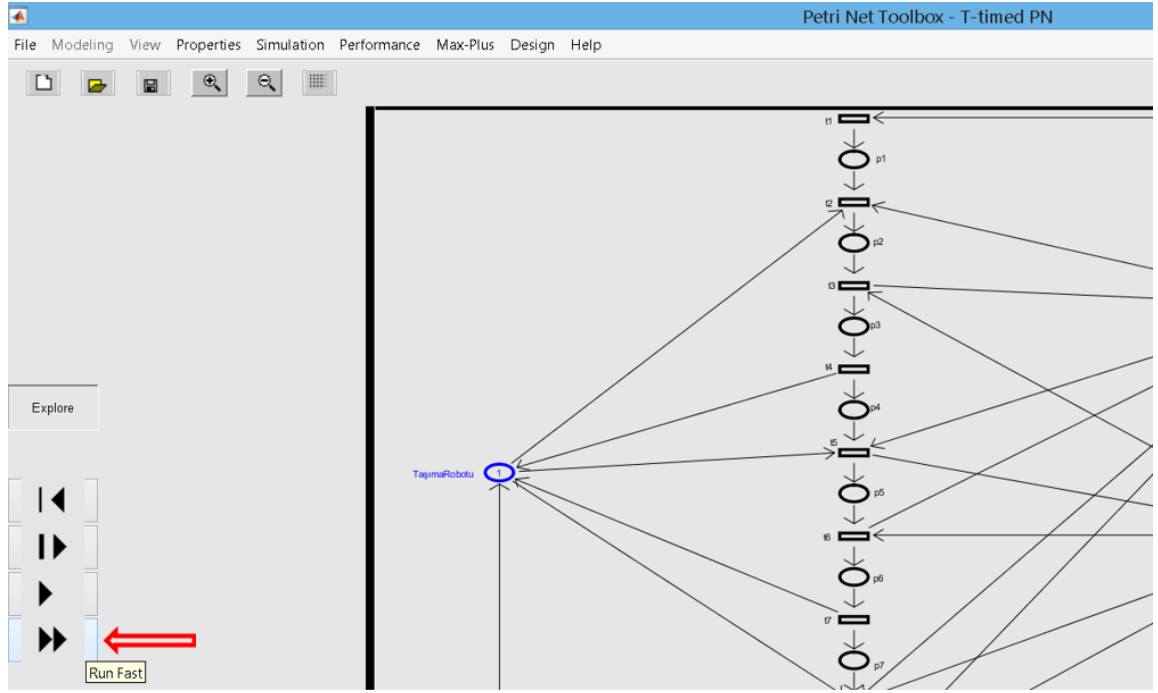 Petri Net Toolbox - T-timed PN
File Modeling View Properties Simulation Performance Max-Plus Design Help
t1
p1
t2
p2
t3
p3
t4
p4
Explore
t5
TaşımaRobotu 1
p5
t6
p6
t7
p7
Run Fast